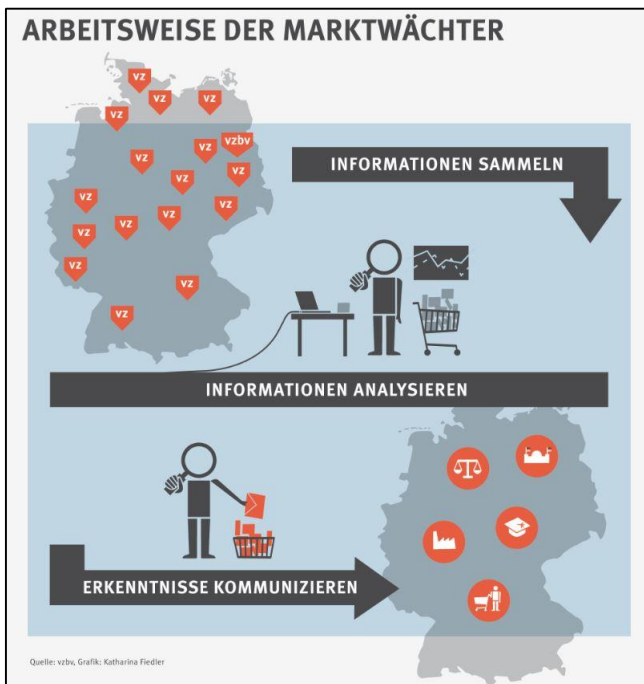 ARBEITSWEISE DER MARKTWÄCHTER
vz
vz
vz
vz
vz
vzbv
vz
vz
vz
vz
vz
vz
vz
vz
vz
vz
vz
INFORMATIONEN SAMMELN
INFORMATIONEN ANALYSIEREN
ERKENNTNISSE KOMMUNIZIEREN
Quelle: vzbv, Grafik: Katharina Fiedler